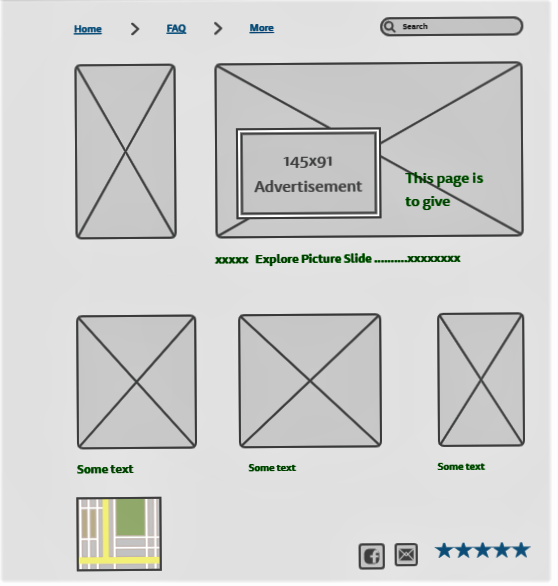 Home > FAQ > More
Search
145x91
Advertisement
This page is
to give
xxxxx Explore Picture Slide ..........xxxxxxxx
Some text
Some text
Some text